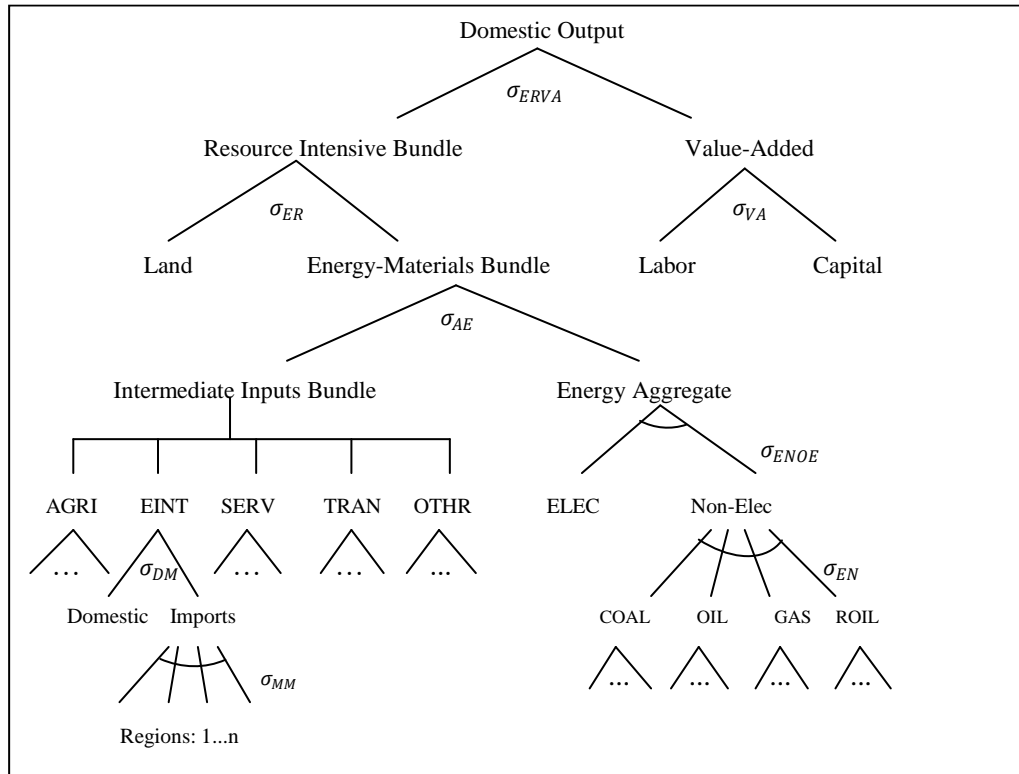 Domestic Output
σ_ERVA
Resource Intensive Bundle Value-Added
σ_ER σ_VA
Land Energy-Materials Bundle Labor Capital
σ_AE
Intermediate Inputs Bundle Energy Aggregate
σ_ENOE
AGRI EINT SERV TRAN OTHR ELEC Non-Elec
... σ_DM ... ... ... σ_EN
Domestic Imports COAL OIL GAS ROIL
σ_MM ... ... ... ...
Regions: 1...n